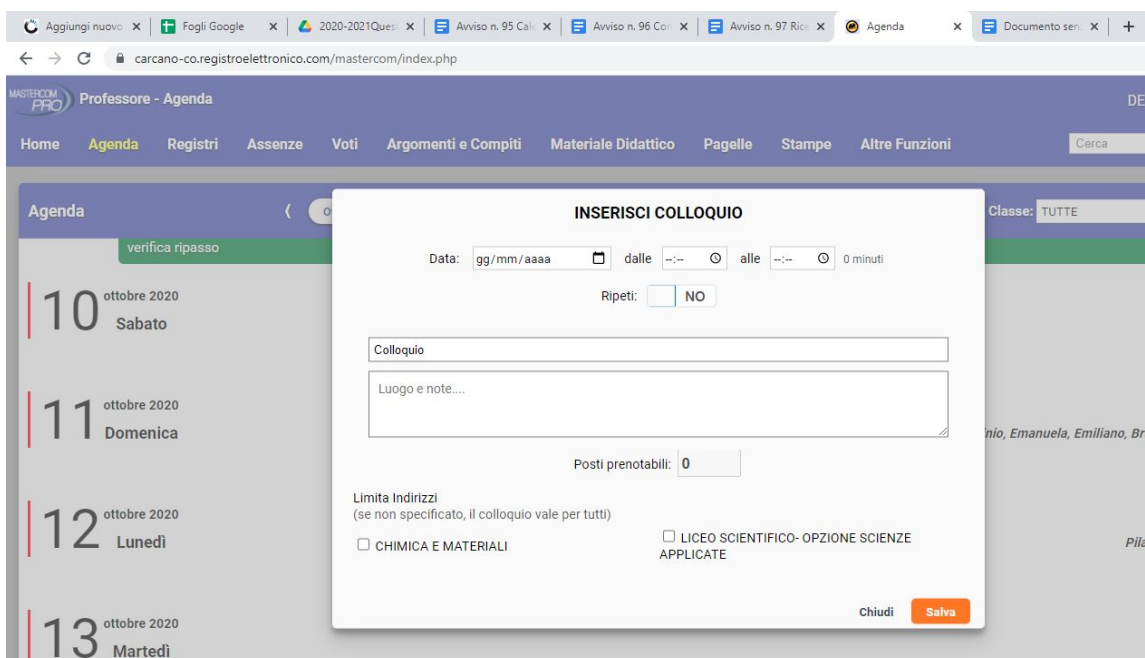 Aggiungi nuovo
Fogli Google
2020-2021Quest
Avviso n. 95 Cale
Avviso n. 96 Con
Avviso n. 97 Rice
Agenda
Documento senz
carcano-co.registroelettronico.com/mastercom/index.php
MASTERCOM PRO Professore - Agenda DE
Home Agenda Registri Assenze Voti Argomenti e Compiti Materiale Didattico Pagelle Stampe Altre Funzioni Cerca
Agenda Classe: TUTTE
verifica ripasso
10 ottobre 2020
Sabato
11 ottobre 2020
Domenica
nio, Emanuela, Emiliano, Br
12 ottobre 2020
Lunedì
Pila
13 ottobre 2020
Martedì
INSERISCI COLLOQUIO
Data: gg/mm/aaaa dalle --:-- alle --:-- 0 minuti
Ripeti: NO
Colloquio
Luogo e note....
Posti prenotabili: 0
Limita Indirizzi
(se non specificato, il colloquio vale per tutti)
CHIMICA E MATERIALI
LICEO SCIENTIFICO- OPZIONE SCIENZE
APPLICATE
Chiudi Salva